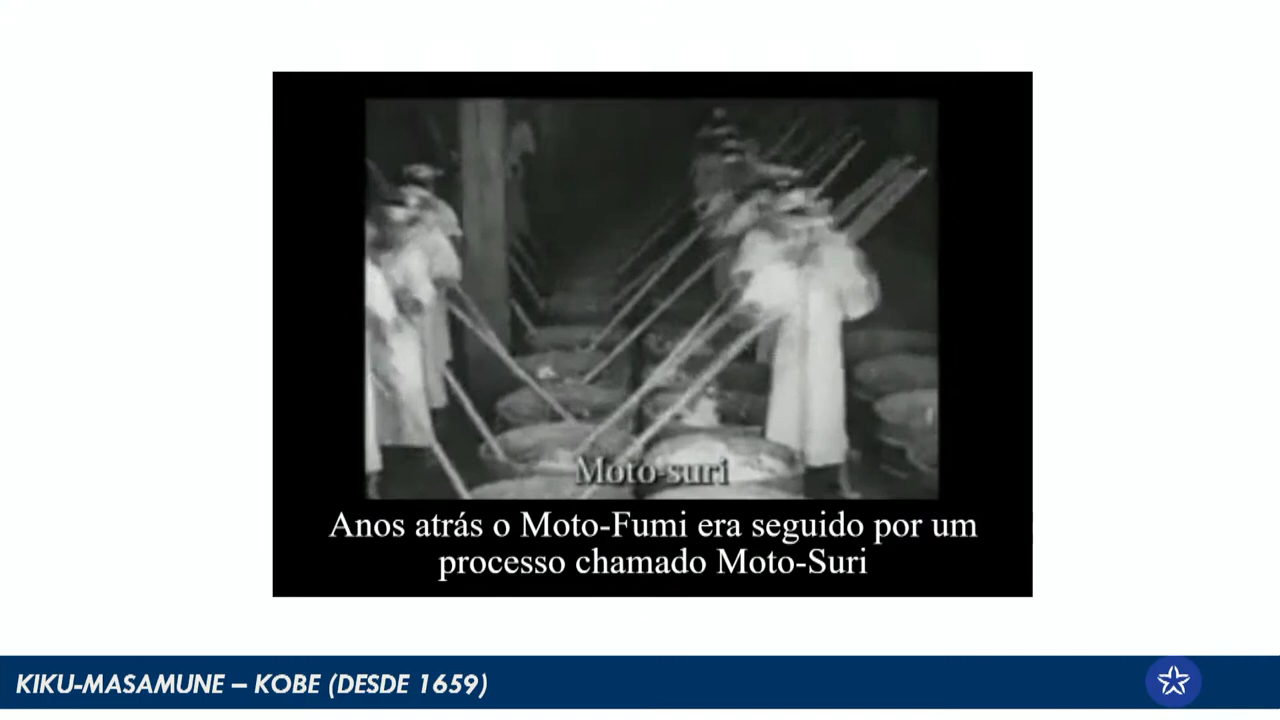 Moto-suri
Anos atrás o Moto-Fumi era seguido por um
processo chamado Moto-Suri
KIKU-MASAMUNE – KOBE (DESDE 1659)